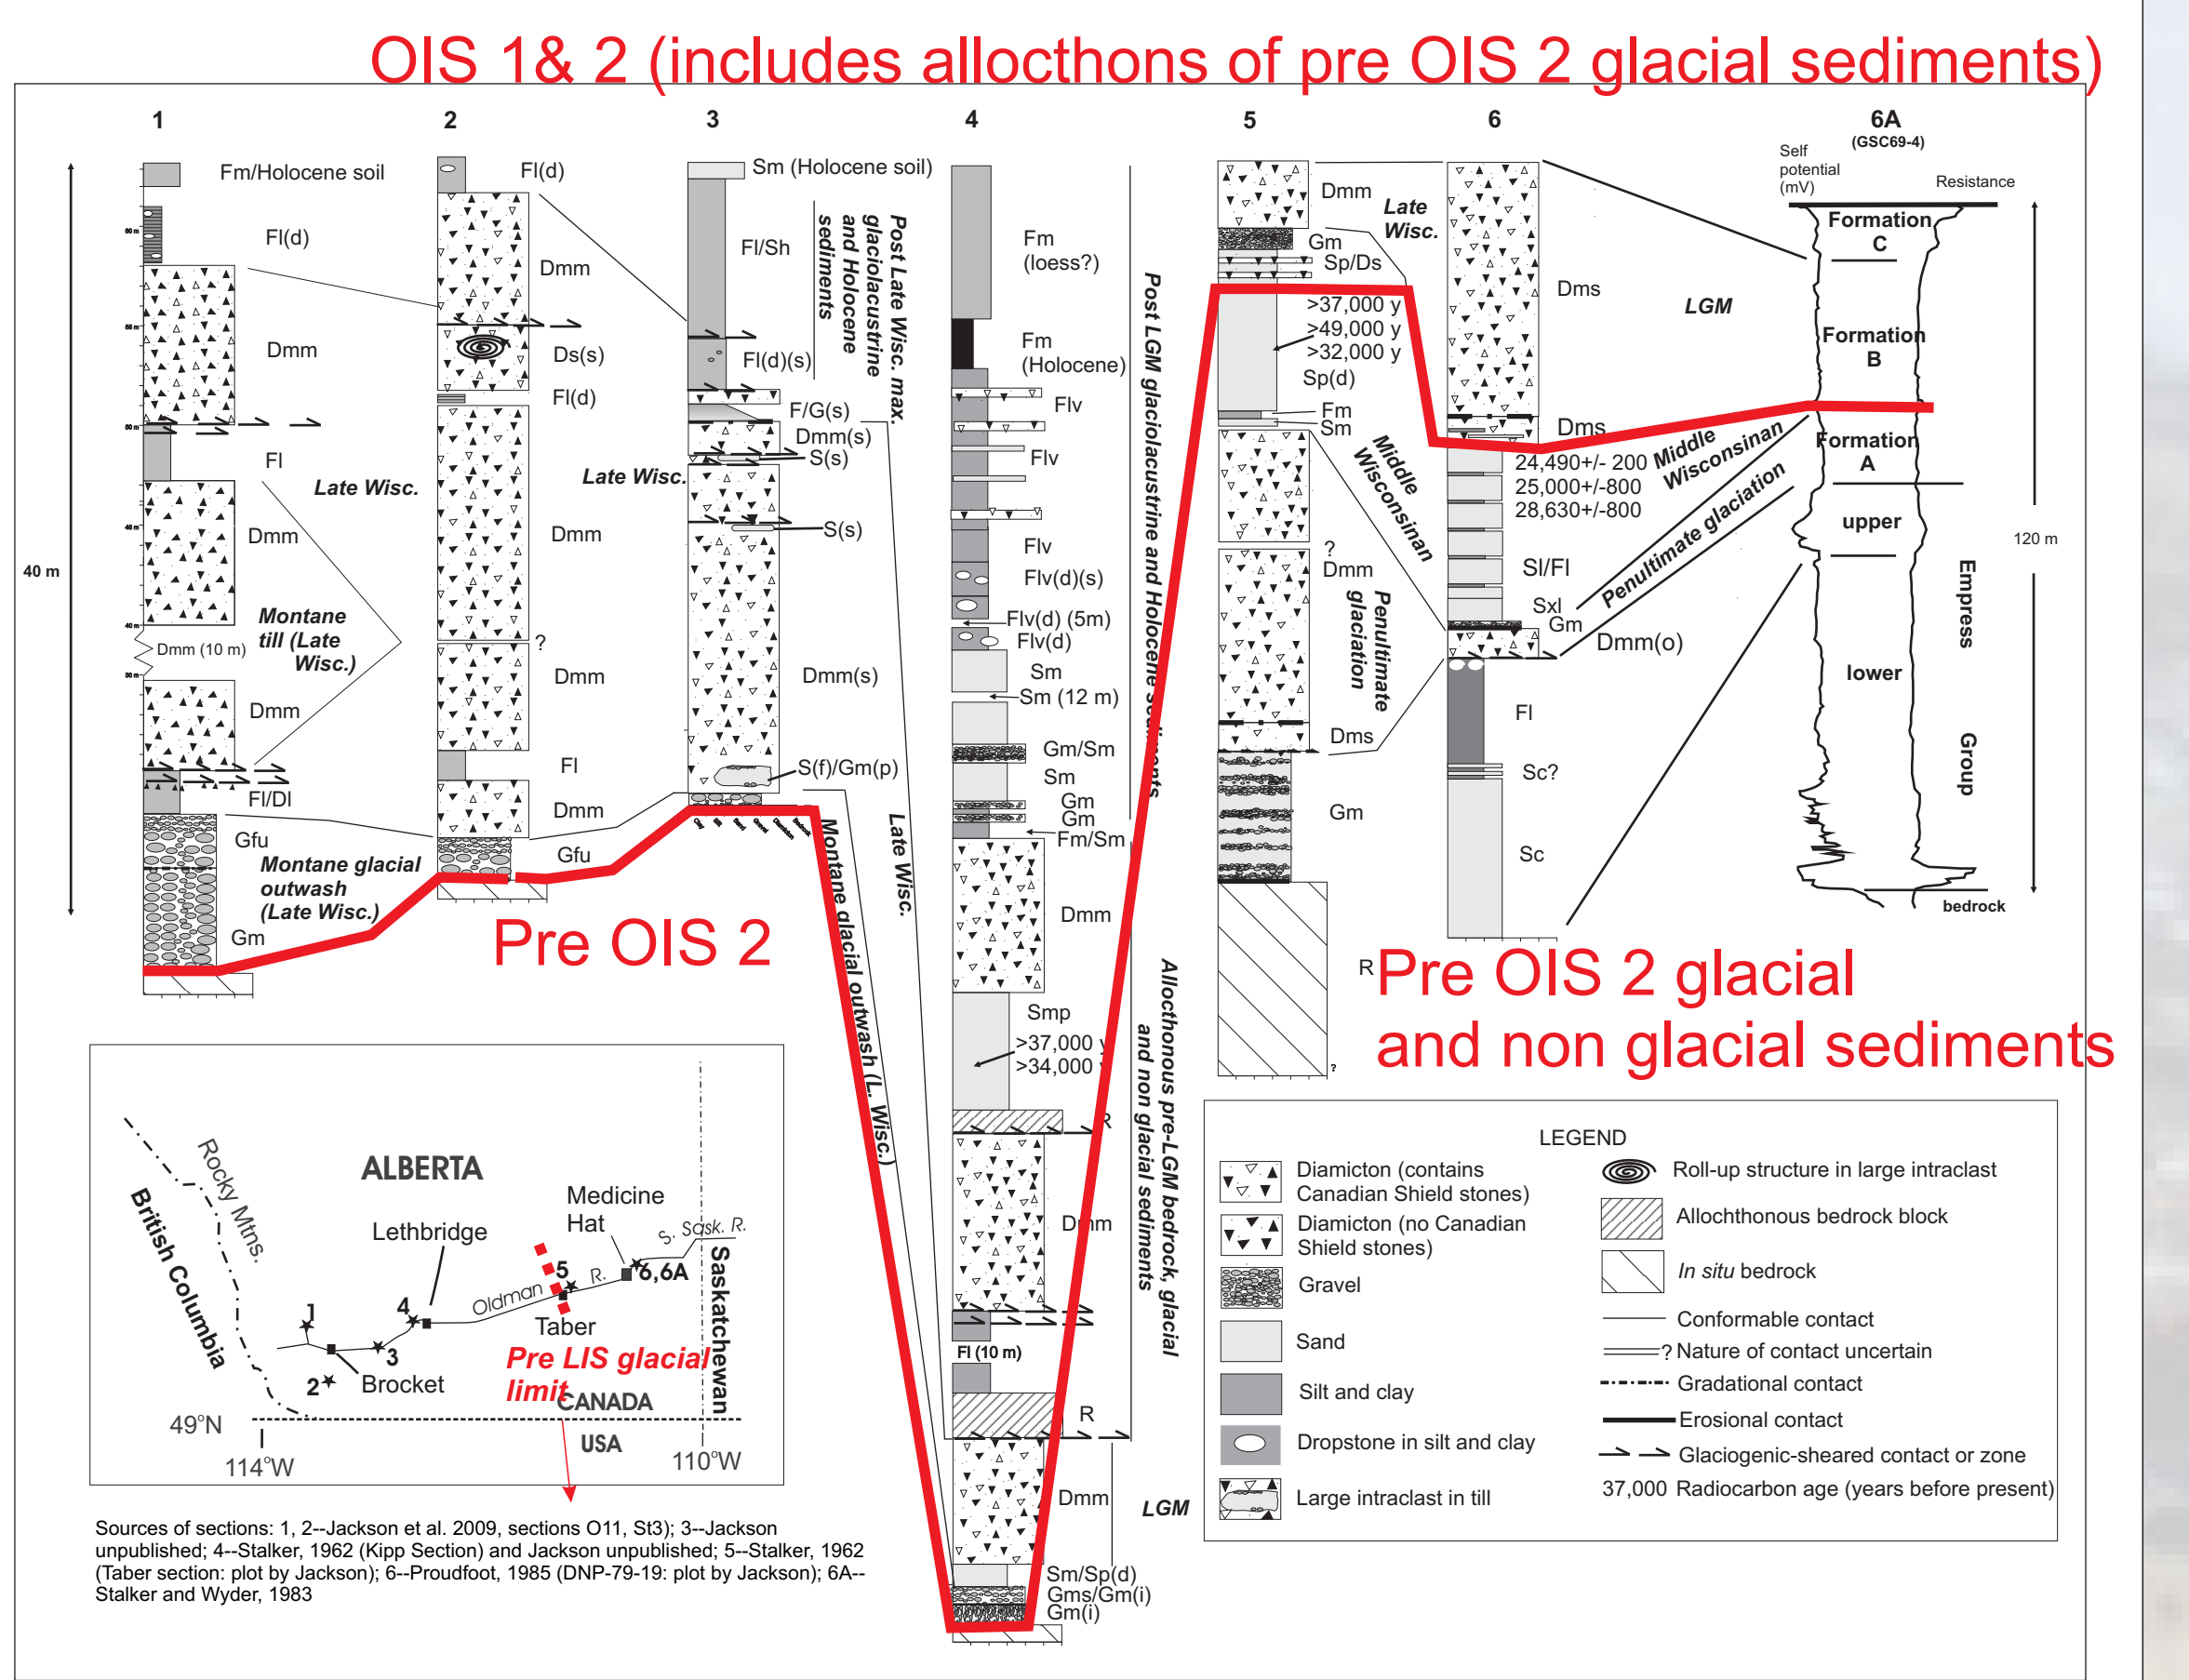 OIS 1& 2 (includes allocthons of pre OIS 2 glacial sediments)
1
2
3
4
5
6
6A
(GSC69-4)
40 m
Fm/Holocene soil
Fl(d)
Dmm
Fl
Dmm
Dmm (10 m)
Dmm
Fl/Dl
Gfu
Gm
60 m
55 m
50 m
45 m
40 m
30 m
Montane
till (Late
Wisc.)
Montane glacial
outwash
(Late Wisc.)
Late Wisc.
Fl(d)
Dmm
Ds(s)
Fl(d)
Dmm
?
Dmm
Fl
Dmm
Gfu
Pre OIS 2
Late Wisc.
Sm (Holocene soil)
Fl/Sh
Fl(d)(s)
F/G(s)
Dmm(s)
S(s)
S(s)
Dmm(s)
S(f)/Gm(p)
Clay
Silt
Sand
Gravel
Diamicton
Bedrock
Post Late Wisc. max.
glaciolacustrine
and Holocene
sediments
Late Wisc.
Montane glacial outwash (L. Wisc.)
Fm
(loess?)
Fm
(Holocene)
Flv
Flv
Flv
Flv(d)(s)
Flv(d) (5m)
Flv(d)
Sm
Sm (12 m)
Gm/Sm
Sm
Gm
Gm
Fm/Sm
Dmm
Smp
>37,000 y
>34,000 y
R
Dmm
Fl (10 m)
R
Dmm
Sm/Sp(d)
Gms/Gm(i)
Gm(i)
LGM
Post LGM glaciolacustrine and Holocene sediments
Allocthonous pre-LGM bedrock, glacial
and non glacial sediments
Dmm
Gm
Sp/Ds
>37,000 y
>49,000 y
>32,000 y
Sp(d)
Fm
Sm
?
Dmm
Dms
Gm
R
?
Late
Wisc.
Middle
Wisconsinan
Penultimate
glaciation
Dms
LGM
Dms
24,490+/- 200
25,000+/-800
28,630+/-800
Sl/Fl
Sxl
Gm
Dmm(o)
Fl
Sc?
Sc
Middle
Wisconsinan
Penultimate glaciation
Self
potential
(mV)
Resistance
Formation
C
Formation
B
Formation
A
upper
lower
Empress
Group
bedrock
120 m
Pre OIS 2 glacial
and non glacial sediments
Rocky Mtns.
British Columbia
ALBERTA
Lethbridge
Medicine
Hat
S. Sask. R.
Saskatchewan
1
2
3
4
5
6,6A
Oldman R.
Taber
Brocket
Pre LIS glacial
limit
CANADA
USA
49°N
114°W
110°W
Sources of sections: 1, 2--Jackson et al. 2009, sections O11, St3); 3--Jackson
unpublished; 4--Stalker, 1962 (Kipp Section) and Jackson unpublished; 5--Stalker, 1962
(Taber section: plot by Jackson); 6--Proudfoot, 1985 (DNP-79-19: plot by Jackson); 6A--
Stalker and Wyder, 1983
LEGEND
Diamicton (contains
Canadian Shield stones)
Diamicton (no Canadian
Shield stones)
Gravel
Sand
Silt and clay
Dropstone in silt and clay
Large intraclast in till
Roll-up structure in large intraclast
Allochthonous bedrock block
In situ bedrock
Conformable contact
? Nature of contact uncertain
Gradational contact
Erosional contact
Glaciogenic-sheared contact or zone
37,000 Radiocarbon age (years before present)